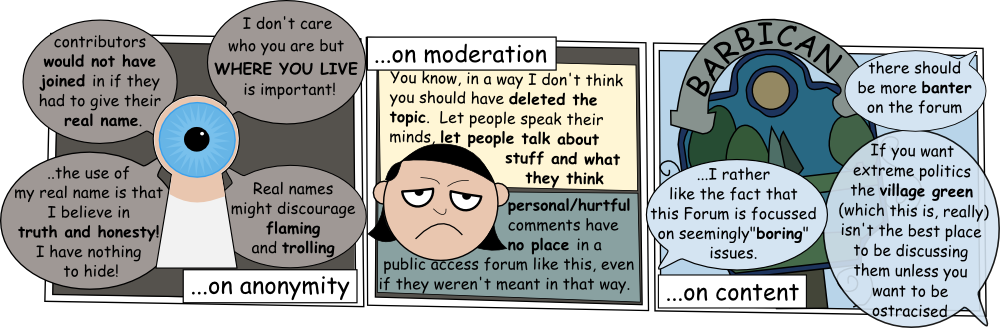 contributors
would not have
joined in if they
had to give their
real name.
I don't care
who you are but
WHERE YOU LIVE
is important!
..the use of
my real name is that
I believe in
truth and honesty!
I have nothing
to hide!
Real names
might discourage
flaming
and trolling
...on anonymity
...on moderation
You know, in a way I don't think
you should have deleted the
topic. Let people speak their
minds, let people talk about
stuff and what
they think
personal/hurtful
comments have
no place in a
public access forum like this, even
if they weren't meant in that way.
BARBICAN
there should
be more banter
on the forum
...I rather
like the fact that
this Forum is focussed
on seemingly"boring"
issues.
If you want
extreme politics
the village green
(which this is, really)
isn't the best place
to be discussing
them unless you
want to be
ostracised
...on content